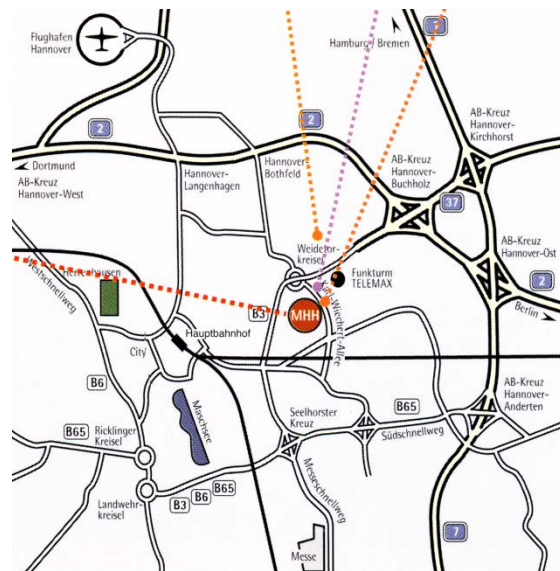 Flughafen
Hannover
Hamburg / Bremen
7
AB-Kreuz
Hannover-
Kirchhorst
2
2
Dortmund
AB-Kreuz
Hannover-West
Hannover-
Langenhagen
Hannover-
Bothfeld
AB-Kreuz
Hannover-
Buchholz
37
AB-Kreuz
Hannover-Ost
2
Berlin
Weidetor-
kreisel
Funkturm
TELEMAX
Karl-Wiechert-Allee
Westschnellweg
Herrenhausen
B3
MHH
Hauptbahnhof
City
B6
AB-Kreuz
Hannover-
Anderten
Maschsee
Seelhorster
Kreuz
B65
Südschnellweg
B65
Ricklinger
Kreisel
Messeschnellweg
Landwehr-
kreisel
B3
B6
B65
7
Messe